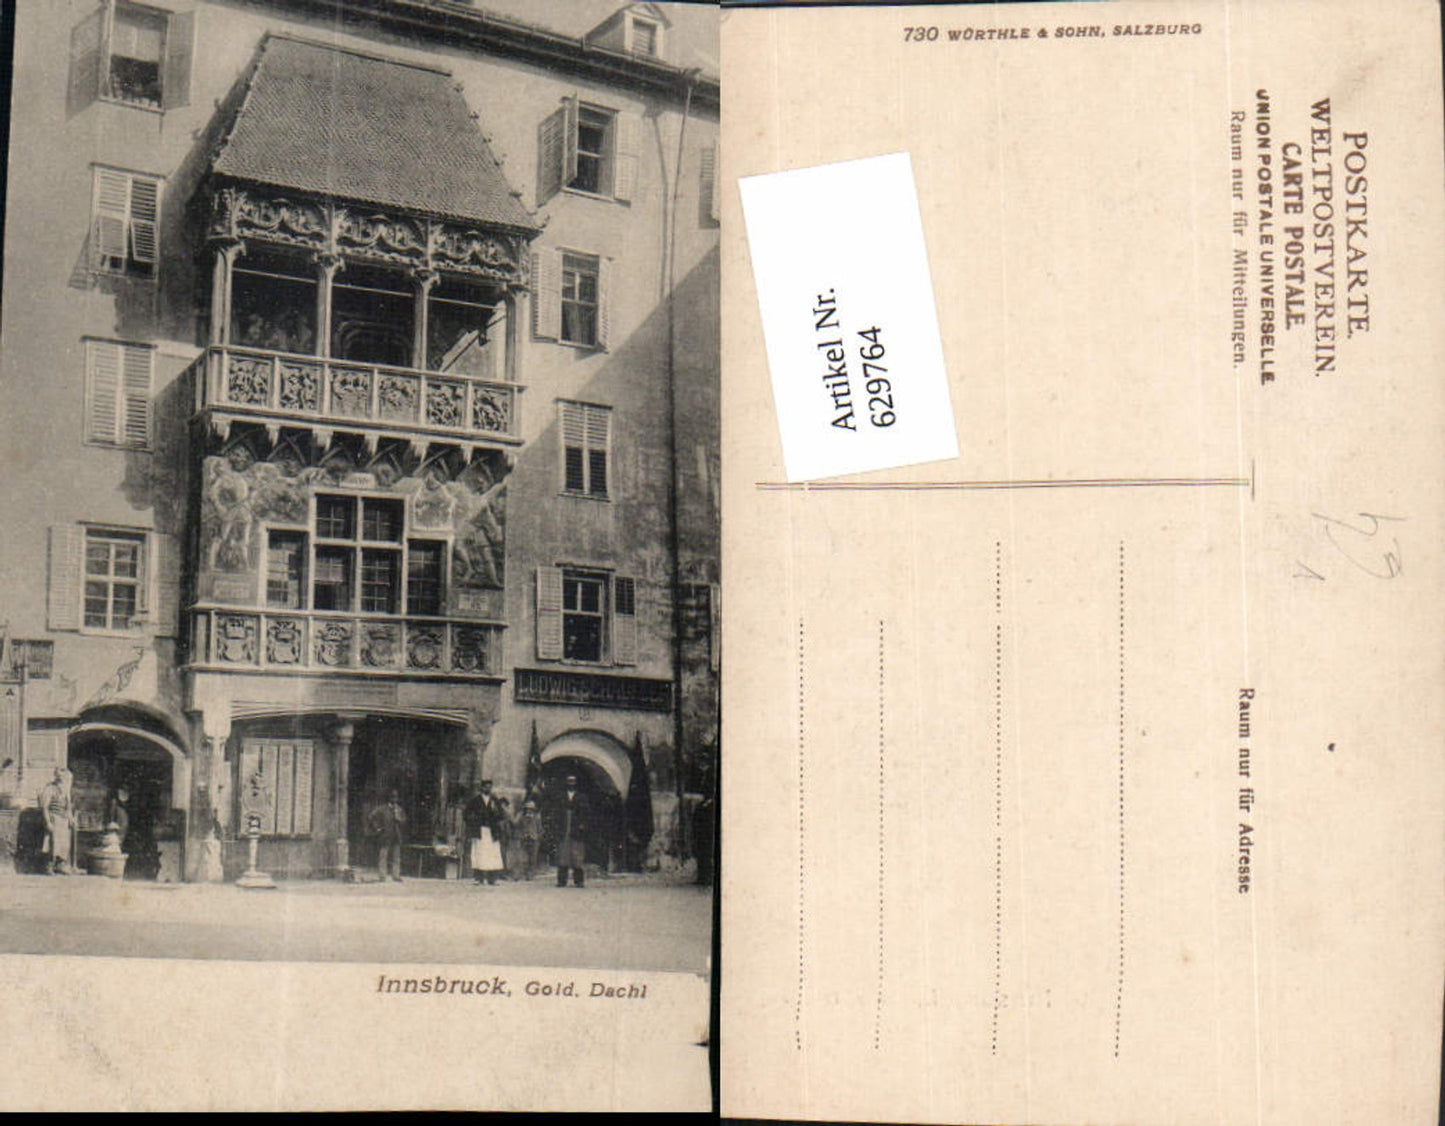 LUDWIG
Innsbruck, Gold. Dachl
730 WÜRTHLE & SOHN, SALZBURG
POSTKARTE.
WELTPOSTVEREIN.
CARTE POSTALE.
UNION POSTALE UNIVERSELLE.
Raum nur für Mitteilungen.
Artikel Nr.
629764
Raum nur für Adresse